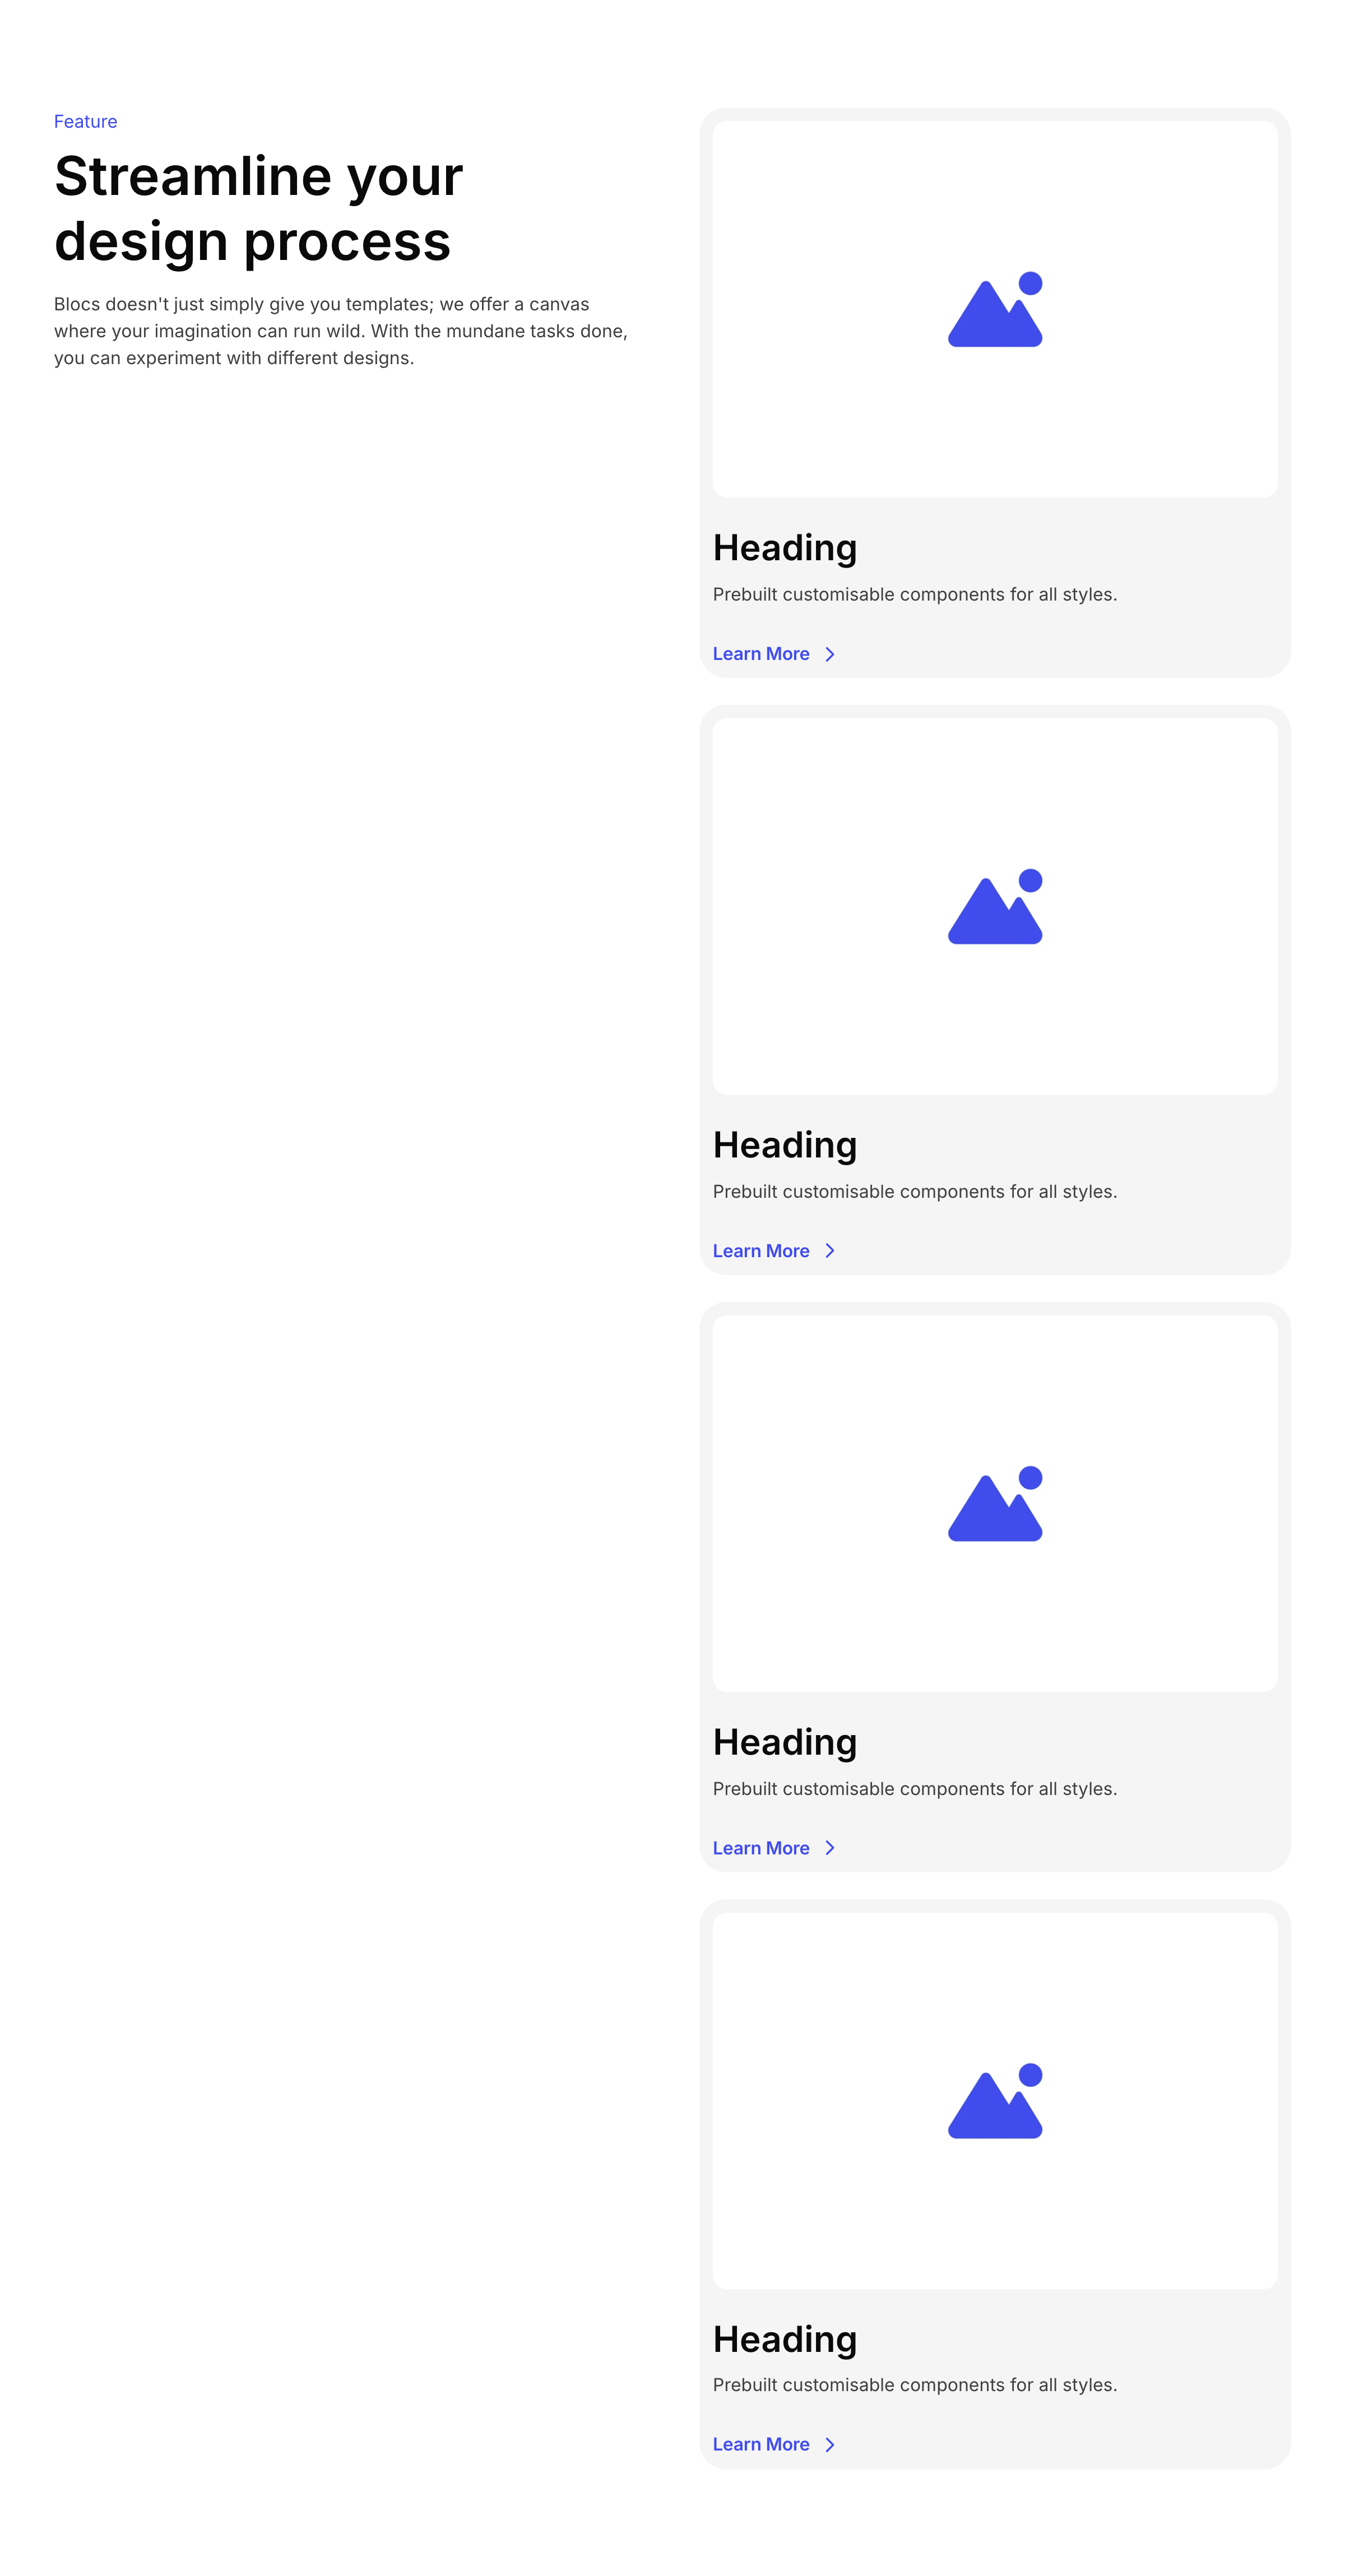 Feature
Streamline your
design process
Blocs doesn't just simply give you templates; we offer a canvas
where your imagination can run wild. With the mundane tasks done,
you can experiment with different designs.
Heading
Prebuilt customisable components for all styles.
Learn More
Heading
Prebuilt customisable components for all styles.
Learn More
Heading
Prebuilt customisable components for all styles.
Learn More
Heading
Prebuilt customisable components for all styles.
Learn More